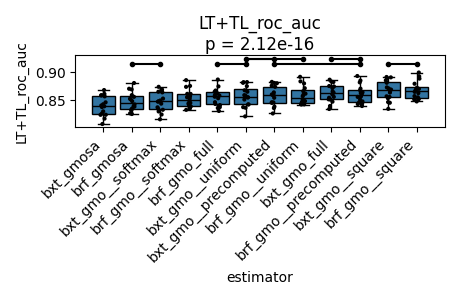 LT+TL_roc_auc
p = 2.12e-16
LT+TL_roc_auc
0.90
0.85
bxt_gmosa
brf_gmosa
bxt_gmo__softmax
brf_gmo__softmax
brf_gmo_full
bxt_gmo__uniform
bxt_gmo__precomputed
brf_gmo__uniform
bxt_gmo_full
brf_gmo__precomputed
bxt_gmo__square
brf_gmo__square
estimator